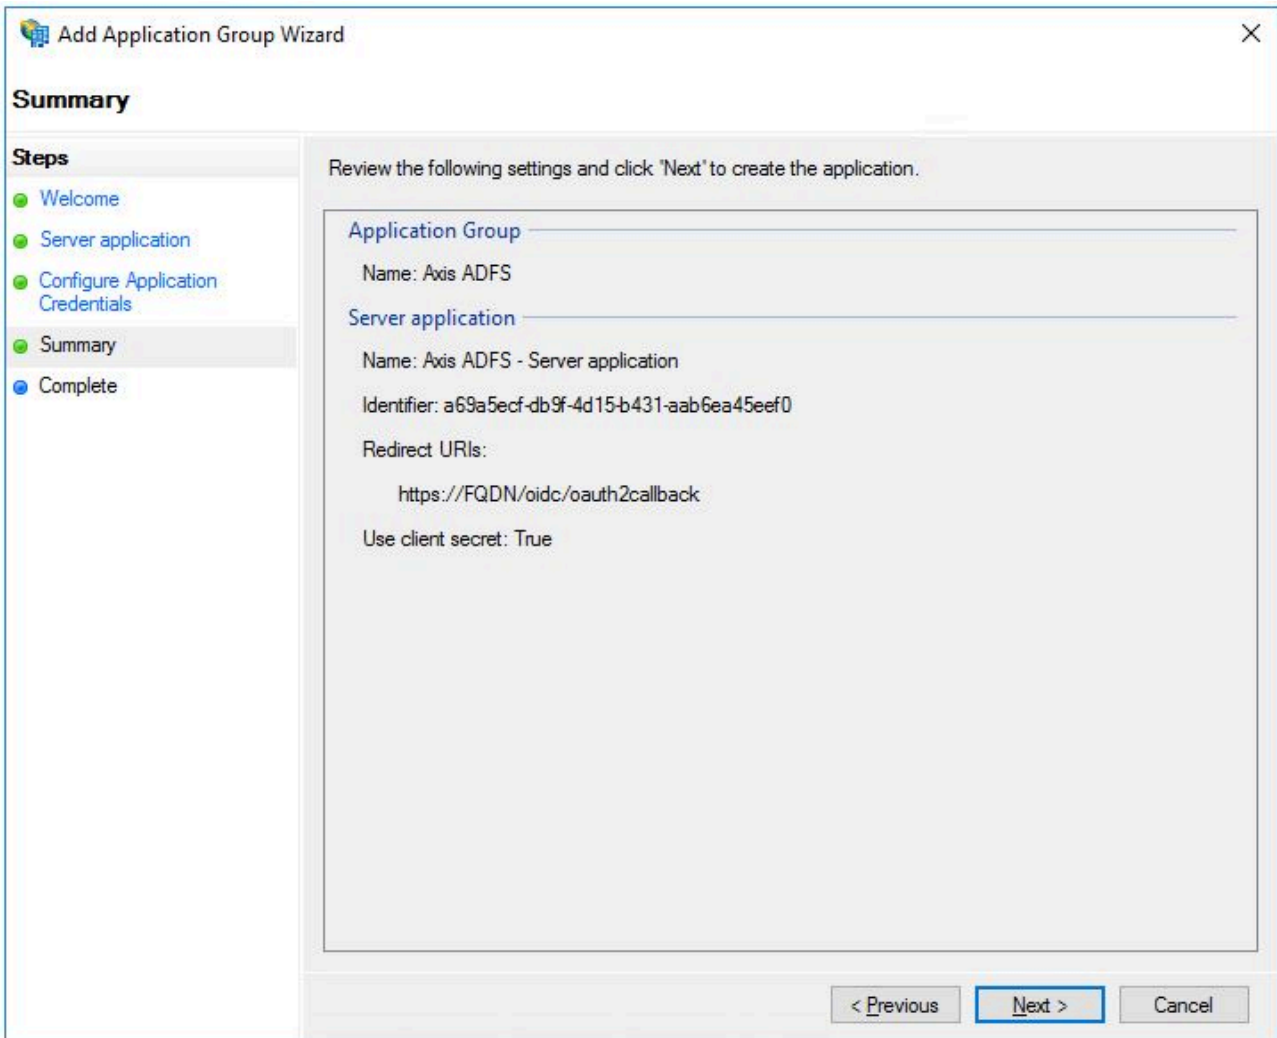 Add Application Group Wizard
Summary
Steps
Welcome
Server application
Configure Application
Credentials
Summary
Complete
Review the following settings and click 'Next' to create the application.
Application Group
Name: Axis ADFS
Server application
Name: Axis ADFS - Server application
Identifier: a69a5ecf-db9f-4d15-b431-aab6ea45eef0
Redirect URIs:
https://FQDN/oidc/oauth2callback
Use client secret: True
< Previous
Next >
Cancel